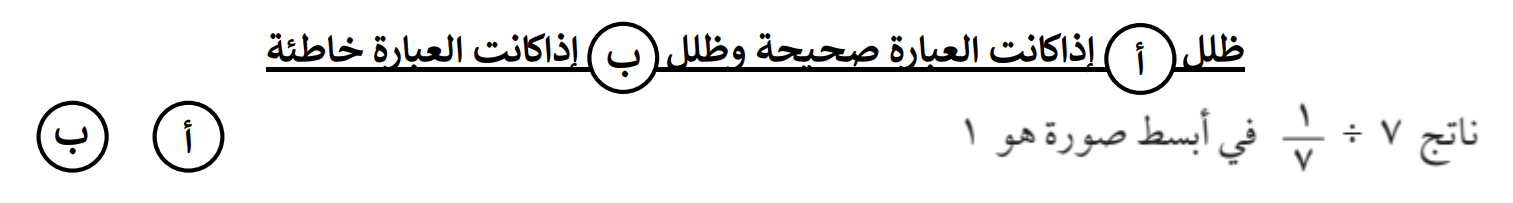 ظلل أ إذاكانت العبارة صحيحة وظلل ب إذاكانت العبارة خاطئة
ناتج ٧ ÷ ١/٧ في أبسط صورة هو ١ أ ب